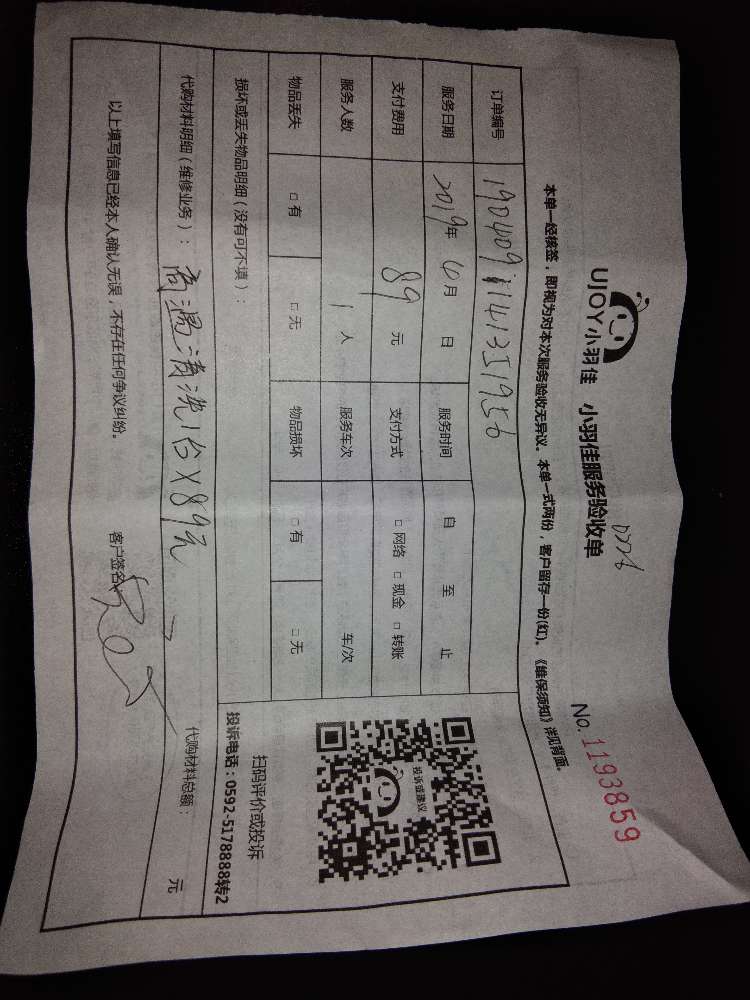 UJOY小羽佳 小羽佳服务验收单
No. 1193859
本单一经核签，即视为对本次服务验收无异议。本单一式两份，客户留存一份(红)。《维保须知》详见背面。
订单编号 19040911141351956
服务日期 2019年 月 日 服务时间 自 至 止
支付费用 89 元 支付方式 □ 网络 □ 现金 □ 转账
服务人数 1 人 服务车次 车/次
物品丢失 □ 有 □ 无 物品损坏 □ 有 □ 无
投诉或建议
扫码评价或投诉
投诉电话：0592-5178888转2
损坏或丢失物品明细（没有可不填）：
代购材料明细（维修业务）：高温清洗1台X89元 代购材料总额： 元
以上填写信息已经本人确认无误，不存在任何争议纠纷。 客户签名